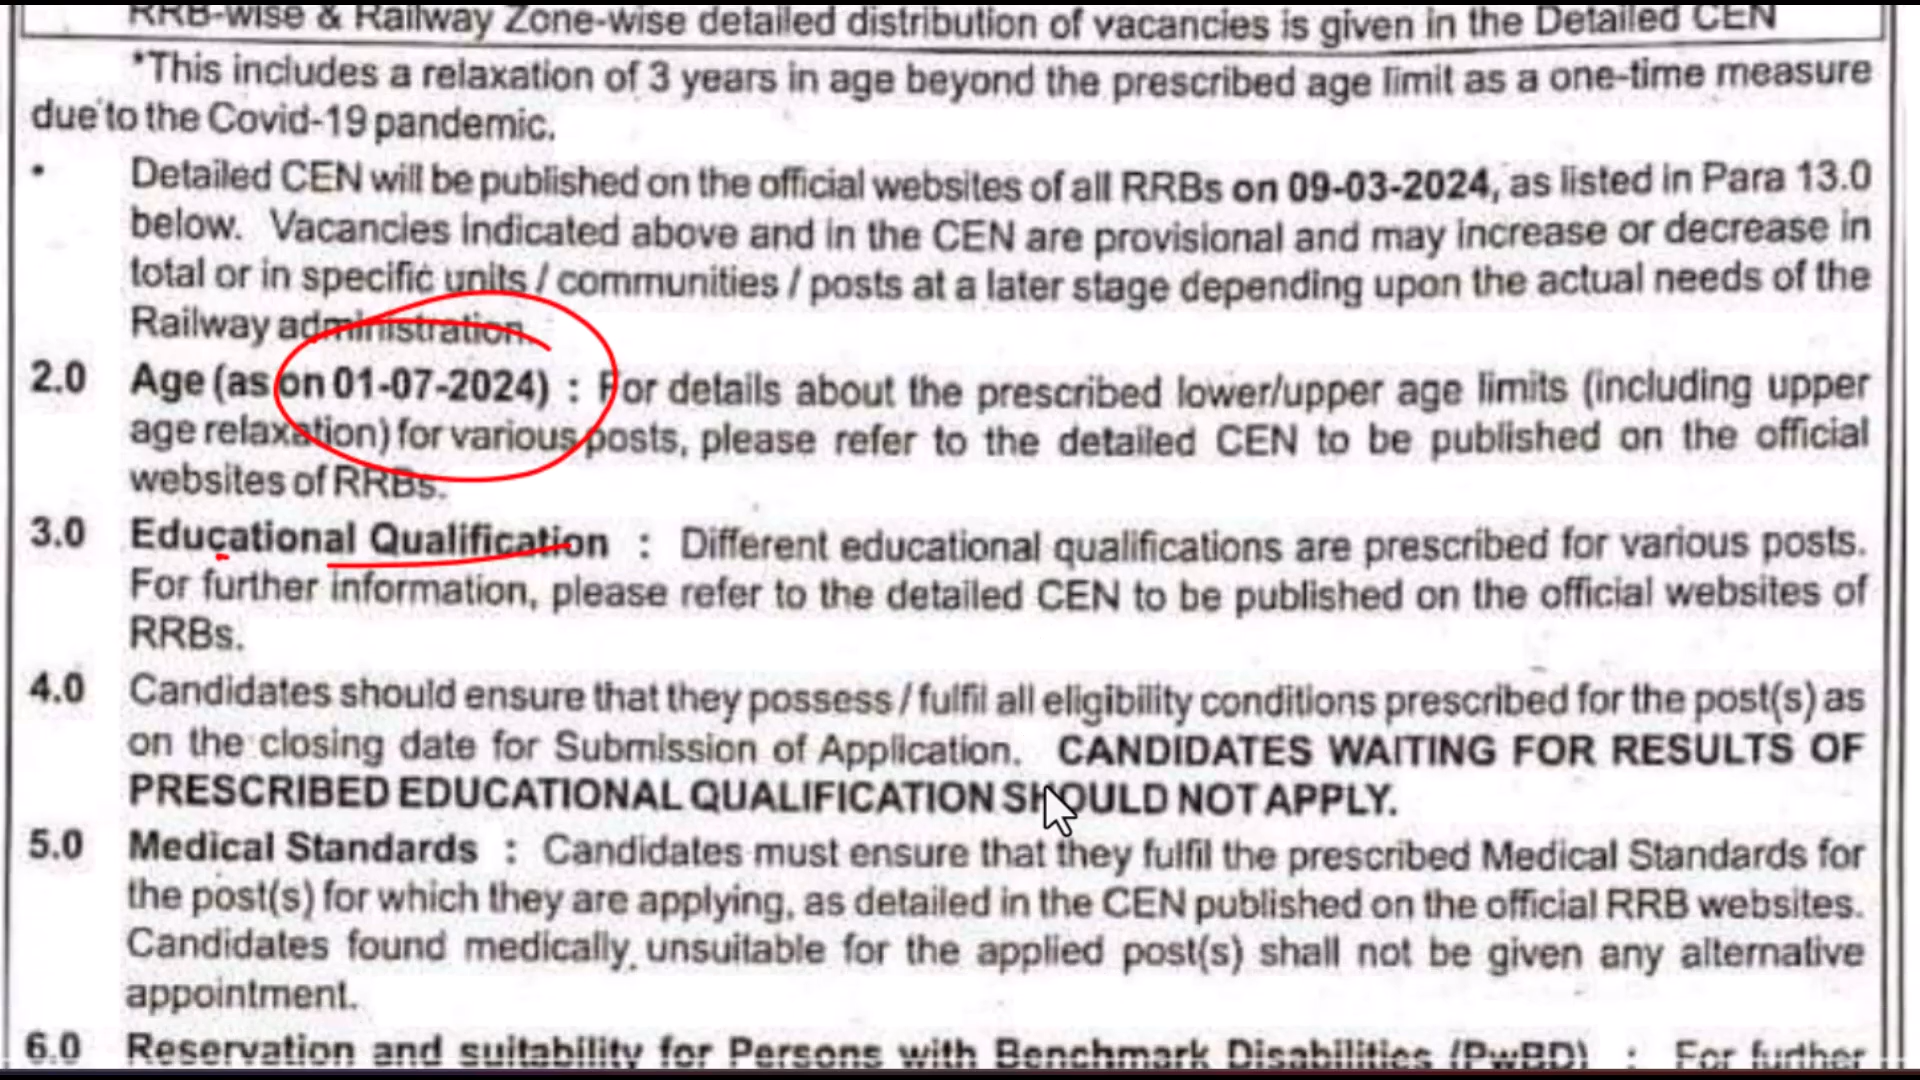 RRB-wise & Railway Zone-wise detailed distribution of vacancies is given in the Detailed CEN
*This includes a relaxation of 3 years in age beyond the prescribed age limit as a one-time measure
due to the Covid-19 pandemic.
• Detailed CEN will be published on the official websites of all RRBs on 09-03-2024, as listed in Para 13.0
below. Vacancies indicated above and in the CEN are provisional and may increase or decrease in
total or in specific units / communities / posts at a later stage depending upon the actual needs of the
Railway administration.
2.0 Age (as on 01-07-2024) : For details about the prescribed lower/upper age limits (including upper
age relaxation) for various posts, please refer to the detailed CEN to be published on the official
websites of RRBs.
3.0 Educational Qualification : Different educational qualifications are prescribed for various posts.
For further information, please refer to the detailed CEN to be published on the official websites of
RRBs.
4.0 Candidates should ensure that they possess / fulfil all eligibility conditions prescribed for the post(s) as
on the closing date for Submission of Application. CANDIDATES WAITING FOR RESULTS OF
PRESCRIBED EDUCATIONAL QUALIFICATION SHOULD NOT APPLY.
5.0 Medical Standards : Candidates must ensure that they fulfil the prescribed Medical Standards for
the post(s) for which they are applying, as detailed in the CEN published on the official RRB websites.
Candidates found medically unsuitable for the applied post(s) shall not be given any alternative
appointment.
6.0 Reservation and suitability for Persons with Benchmark Disabilities (PwBD) : For further